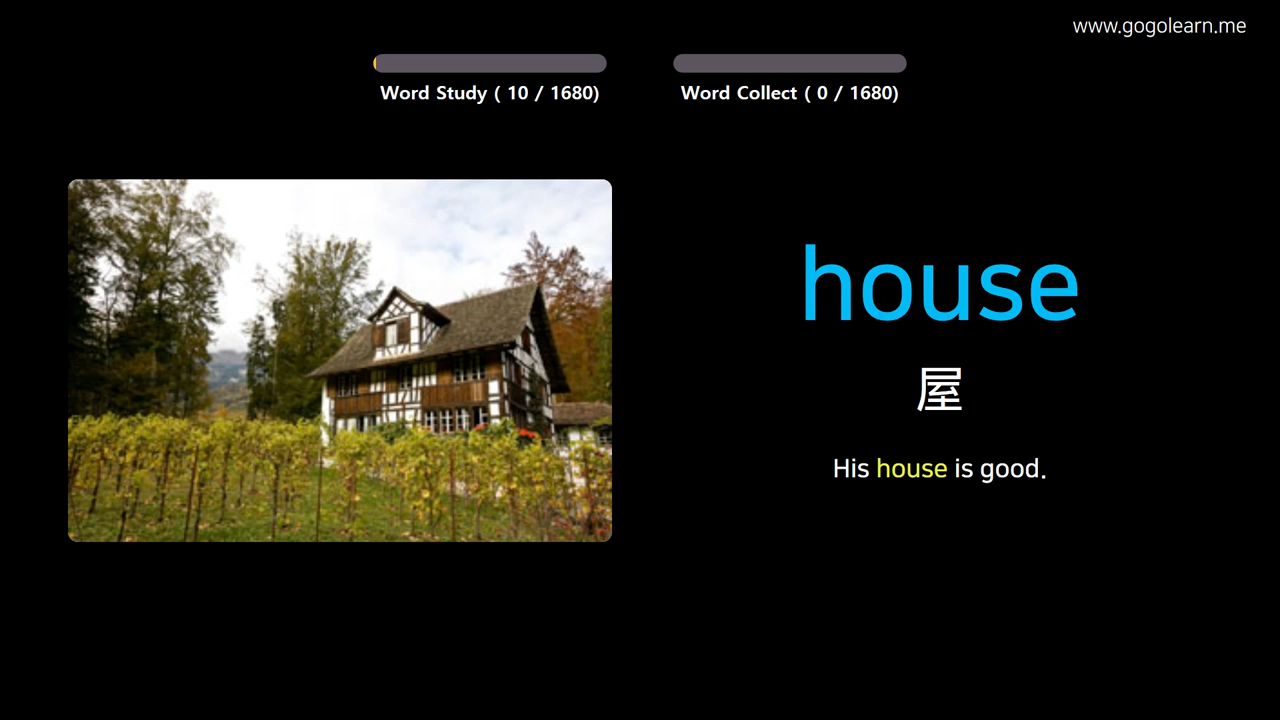 www.gogolearn.me
Word Study ( 10 / 1680)
Word Collect ( 0 / 1680)
house
屋
His house is good.